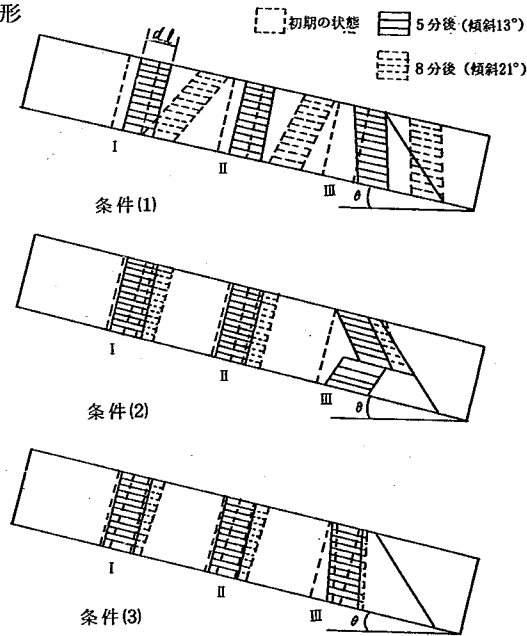 形
初期の状態
5分後(傾斜13°)
8分後(傾斜21°)
dl
I
II
III
θ
条件(1)
I
II
III
θ
条件(2)
I
II
III
θ
条件(3)